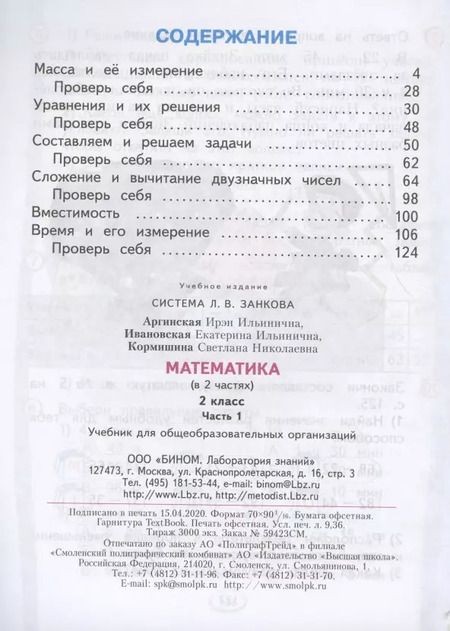 СОДЕРЖАНИЕ
Масса и её измерение ........................................ 4
Проверь себя ........................................ 28
Уравнения и их решения ........................................ 30
Проверь себя ........................................ 48
Составляем и решаем задачи ........................................ 50
Проверь себя ........................................ 62
Сложение и вычитание двузначных чисел ........ 64
Проверь себя ........................................ 98
Вместимость ........................................ 100
Время и его измерение ........................................ 106
Проверь себя ........................................ 124
Учебное издание
СИСТЕМА Л. В. ЗАНКОВА
Аргинская Ирэн Ильинична,
Ивановская Екатерина Ильинична,
Кормишина Светлана Николаевна
МАТЕМАТИКА
(в 2 частях)
2 класс
Часть 1
Учебник для общеобразовательных организаций
ООО «БИНОМ. Лаборатория знаний»
127473, г. Москва, ул. Краснопролетарская, д. 16, стр. 3
Тел. (495) 181-53-44, e-mail: binom@Lbz.ru
http://www.Lbz.ru, http://metodist.Lbz.ru
Подписано в печать 15.04.2020. Формат 70×90¹/₁₆. Бумага офсетная.
Гарнитура TextBook. Печать офсетная. Усл. печ. л. 9,36.
Тираж 3000 экз. Заказ № 59423СМ.
Отпечатано по заказу АО «ПолиграфТрейд» в филиале
«Смоленский полиграфический комбинат» АО «Издательство «Высшая школа».
Российская Федерация, 214020, г. Смоленск, ул. Смольянинова, 1.
Тел.: +7 (4812) 31-11-96. Факс: +7 (4812) 31-31-70.
E-mail: spk@smolpk.ru http://www.smolpk.ru